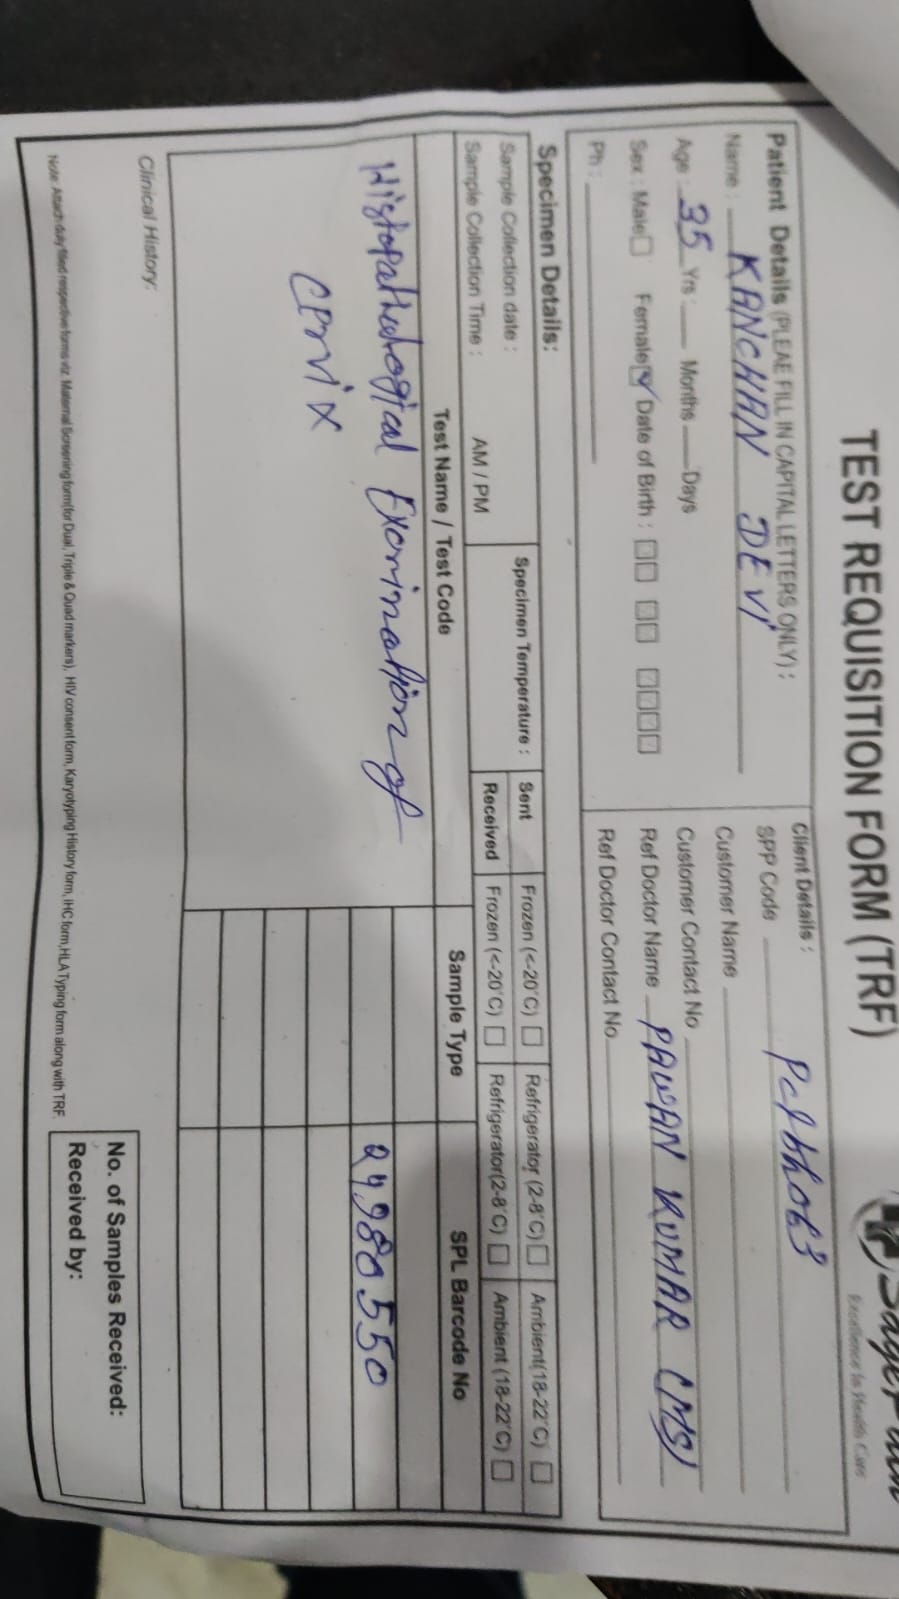 TEST REQUISITION FORM (TRF)
Excellence In Health Care
Patient Details (PLEAE FILL IN CAPITAL LETTERS ONLY) :
Name : KANCHAN DEVI
Age : 35 Yrs : Months Days
Sex : Male Female Date of Birth :
Ph :
Client Details :
SPP Code
Customer Name
Customer Contact No
Ref Doctor Name PAWAN KUMAR (MS)
Ref Doctor Contact No
Specimen Details:
Sample Collection date :
Sample Collection Time : AM / PM
Specimen Temperature :
Sent Frozen (<-20°C) Refrigerator (2-8°C) Ambient(18-22°C)
Received Frozen (<-20°C) Refrigerator(2-8°C) Ambient (18-22°C)
Test Name / Test Code Sample Type SPL Barcode No
Histopathological Examination of
cervix
24980550
Clinical History:
Note: Attach duly filled respective forms viz. Maternal Screening form(for Dual, Triple & Quad markers), HIV consent form, Karyotyping History form, IHC form,HLA Typing form along with TRF.
No. of Samples Received:
Received by: